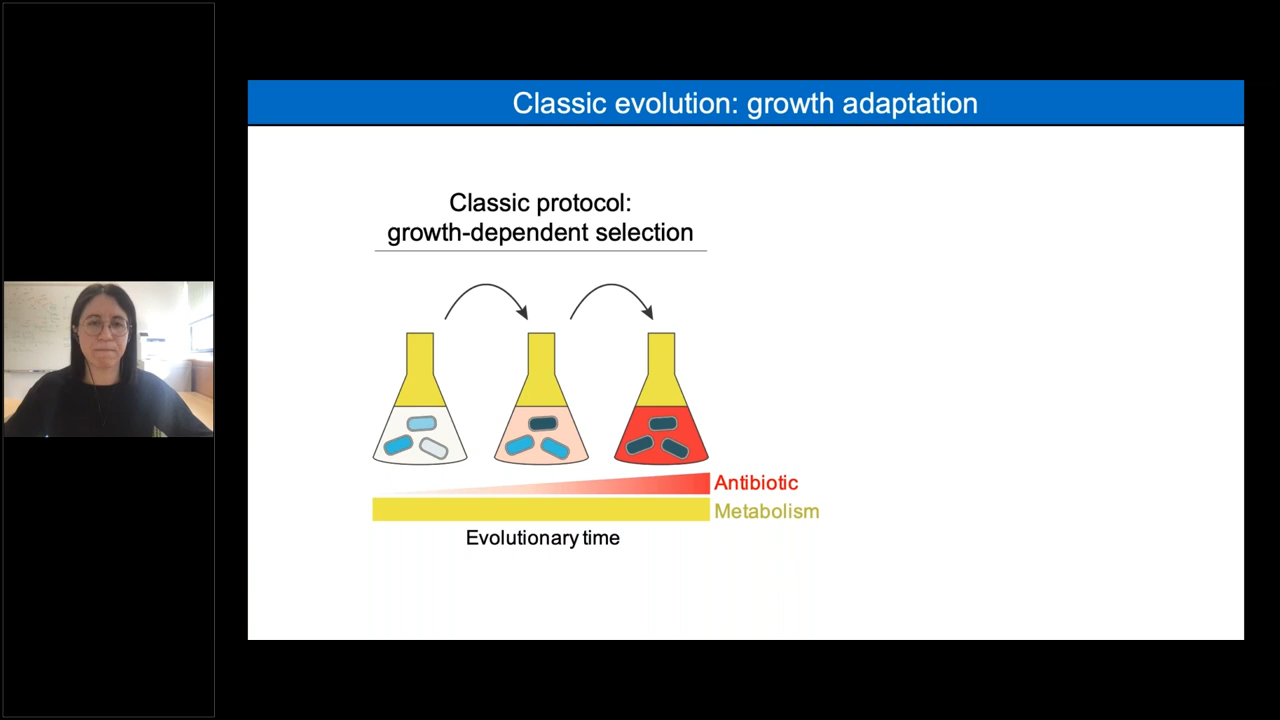 Classic evolution: growth adaptation
Classic protocol:
growth-dependent selection
Antibiotic
Metabolism
Evolutionary time